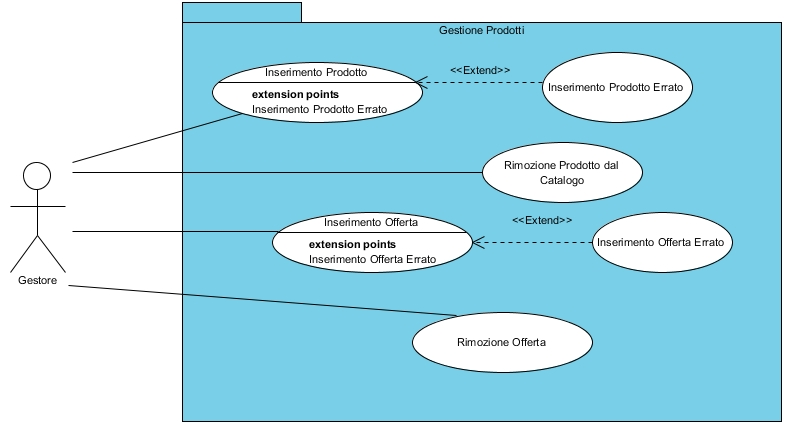 Gestione Prodotti
Inserimento Prodotto
extension points
Inserimento Prodotto Errato
<<Extend>>
Inserimento Prodotto Errato
Rimozione Prodotto dal
Catalogo
Inserimento Offerta
extension points
Inserimento Offerta Errato
<<Extend>>
Inserimento Offerta Errato
Gestore
Rimozione Offerta